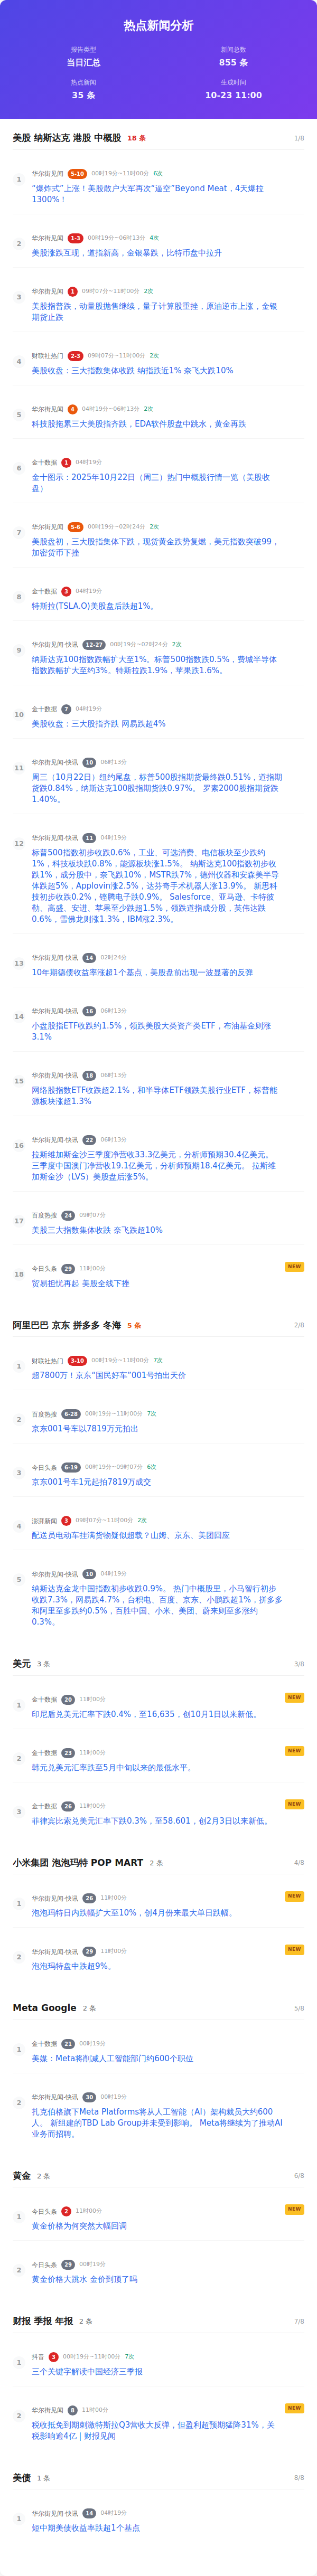 热点新闻分析
报告类型
新闻总数
当日汇总
855 条
热点新闻
生成时间
35 条
10-23 11:00
美股 纳斯达克 港股 中概股 18 条 1/8
1
华尔街见闻 5-10 00时19分~11时00分 6次
“爆炸式”上涨！美股散户大军再次“逼空”Beyond Meat，4天爆拉
1300%！
2
华尔街见闻 1-3 00时19分~06时13分 4次
美股涨跌互现，道指新高，金银暴跌，比特币盘中拉升
3
华尔街见闻 1 09时07分~11时00分 2次
美股指普跌，动量股抛售继续，量子计算股重挫，原油逆市上涨，金银
期货止跌
4
财联社热门 2-3 09时07分~11时00分 2次
美股收盘：三大指数集体收跌 纳指跌近1% 奈飞大跌10%
5
华尔街见闻 4 04时19分~06时13分 2次
科技股拖累三大美股指齐跌，EDA软件股盘中跳水，黄金再跌
6
金十数据 1 04时19分
金十图示：2025年10月22日（周三）热门中概股行情一览（美股收
盘）
7
华尔街见闻 5-6 00时19分~02时24分 2次
美股盘初，三大股指集体下跌，现货黄金跌势复燃，美元指数突破99，
加密货币下挫
8
金十数据 3 04时19分
特斯拉(TSLA.O)美股盘后跌超1%。
9
华尔街见闻-快讯 12-27 00时19分~02时24分 2次
纳斯达克100指数跌幅扩大至1%。标普500指数跌0.5%，费城半导体
指数跌幅扩大至约3%。特斯拉跌1.9%，苹果跌1.6%。
10
金十数据 7 04时19分
美股收盘：三大股指齐跌 网易跌超4%
11
华尔街见闻-快讯 10 06时13分
周三（10月22日）纽约尾盘，标普500股指期货最终跌0.51%，道指期
货跌0.84%，纳斯达克100股指期货跌0.97%。 罗素2000股指期货跌
1.40%。
12
华尔街见闻-快讯 11 04时19分
标普500指数初步收跌0.6%，工业、可选消费、电信板块至少跌约
1%，科技板块跌0.8%，能源板块涨1.5%。 纳斯达克100指数初步收
跌1%，成分股中，奈飞跌10%，MSTR跌7%，德州仪器和安森美半导
体跌超5%，Applovin涨2.5%，达芬奇手术机器人涨13.9%。 新思科
技初步收跌0.2%，铿腾电子跌0.9%。 Salesforce、亚马逊、卡特彼
勒、高盛、安进、苹果至少跌超1.5%，领跌道指成分股，英伟达跌
0.6%，雪佛龙则涨1.3%，IBM涨2.3%。
13
华尔街见闻-快讯 14 02时24分
10年期德债收益率涨超1个基点，美股盘前出现一波显著的反弹
14
华尔街见闻-快讯 16 06时13分
小盘股指ETF收跌约1.5%，领跌美股大类资产类ETF，布油基金则涨
3.1%
15
华尔街见闻-快讯 18 06时13分
网络股指数ETF收跌超2.1%，和半导体ETF领跌美股行业ETF，标普能
源板块涨超1.3%
16
华尔街见闻-快讯 22 06时13分
拉斯维加斯金沙三季度净营收33.3亿美元，分析师预期30.4亿美元。
三季度中国澳门净营收19.1亿美元，分析师预期18.4亿美元。 拉斯维
加斯金沙（LVS）美股盘后涨5%。
17
百度热搜 24 09时07分
美股三大指数集体收跌 奈飞跌超10%
18
今日头条 29 11时00分 NEW
贸易担忧再起 美股全线下挫
阿里巴巴 京东 拼多多 冬海 5 条 2/8
1
财联社热门 3-10 00时19分~11时00分 7次
超7800万！京东“国民好车”001号拍出天价
2
百度热搜 6-28 00时19分~11时00分 7次
京东001号车以7819万元拍出
3
今日头条 6-19 00时19分~09时07分 6次
京东001号车1元起拍7819万成交
4
澎湃新闻 3 09时07分~11时00分 2次
配送员电动车挂满货物疑似超载？山姆、京东、美团回应
5
华尔街见闻-快讯 10 04时19分
纳斯达克金龙中国指数初步收跌0.9%。 热门中概股里，小马智行初步
收跌7.3%，网易跌4.7%，台积电、百度、京东、小鹏跌超1%，拼多多
和阿里至多跌约0.5%，百胜中国、小米、美团、蔚来则至多涨约
0.3%。
美元 3 条 3/8
1
金十数据 20 11时00分 NEW
印尼盾兑美元汇率下跌0.4%，至16,635，创10月1日以来新低。
2
金十数据 23 11时00分 NEW
韩元兑美元汇率跌至5月中旬以来的最低水平。
3
金十数据 26 11时00分 NEW
菲律宾比索兑美元汇率下跌0.3%，至58.601，创2月3日以来新低。
小米集团 泡泡玛特 POP MART 2 条 4/8
1
华尔街见闻-快讯 26 11时00分 NEW
泡泡玛特日内跌幅扩大至10%，创4月份来最大单日跌幅。
2
华尔街见闻-快讯 29 11时00分 NEW
泡泡玛特盘中跌超9%。
Meta Google 2 条 5/8
1
金十数据 21 00时19分
美媒：Meta将削减人工智能部门约600个职位
2
华尔街见闻-快讯 30 00时19分
扎克伯格旗下Meta Platforms将从人工智能（AI）架构裁员大约600
人。 新组建的TBD Lab Group并未受到影响。 Meta将继续为了推动AI
业务而招聘。
黄金 2 条 6/8
1
今日头条 2 11时00分 NEW
黄金价格为何突然大幅回调
2
今日头条 29 00时19分
黄金价格大跳水 金价到顶了吗
财报 季报 年报 2 条 7/8
1
抖音 3 00时19分~11时00分 7次
三个关键字解读中国经济三季报
2
华尔街见闻 8 11时00分 NEW
税收抵免到期刺激特斯拉Q3营收大反弹，但盈利超预期猛降31%，关
税影响逾4亿 | 财报见闻
美债 1 条 8/8
1
华尔街见闻-快讯 14 04时19分
短中期美债收益率跌超1个基点